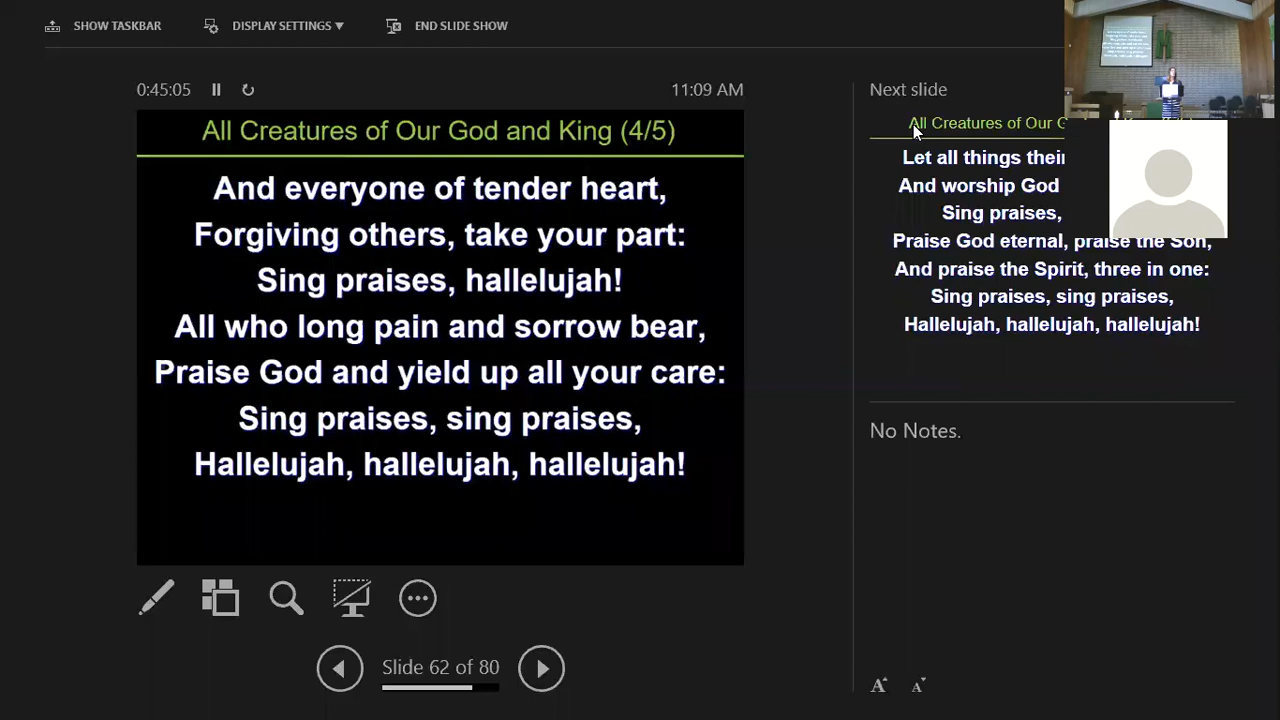 SHOW TASKBAR
DISPLAY SETTINGS
END SLIDE SHOW
0:45:05
11:09 AM
All Creatures of Our God and King (4/5)
And everyone of tender heart,
Forgiving others, take your part:
Sing praises, hallelujah!
All who long pain and sorrow bear,
Praise God and yield up all your care:
Sing praises, sing praises,
Hallelujah, hallelujah, hallelujah!
Slide 62 of 80
Next slide
All Creatures of Our
Let all things their
And worship God
Sing praises,
Praise God eternal, praise the Son,
And praise the Spirit, three in one:
Sing praises, sing praises,
Hallelujah, hallelujah, hallelujah!
No Notes.
A A